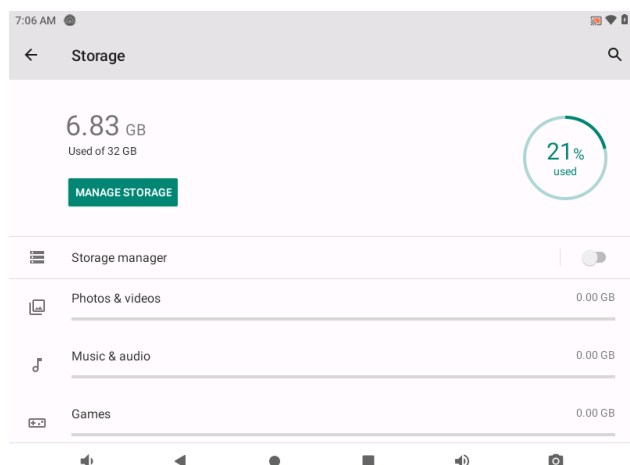 7:06 AM
Storage
6.83 GB
Used of 32 GB
21%
used
MANAGE STORAGE
Storage manager
Photos & videos 0.00 GB
Music & audio 0.00 GB
Games 0.00 GB